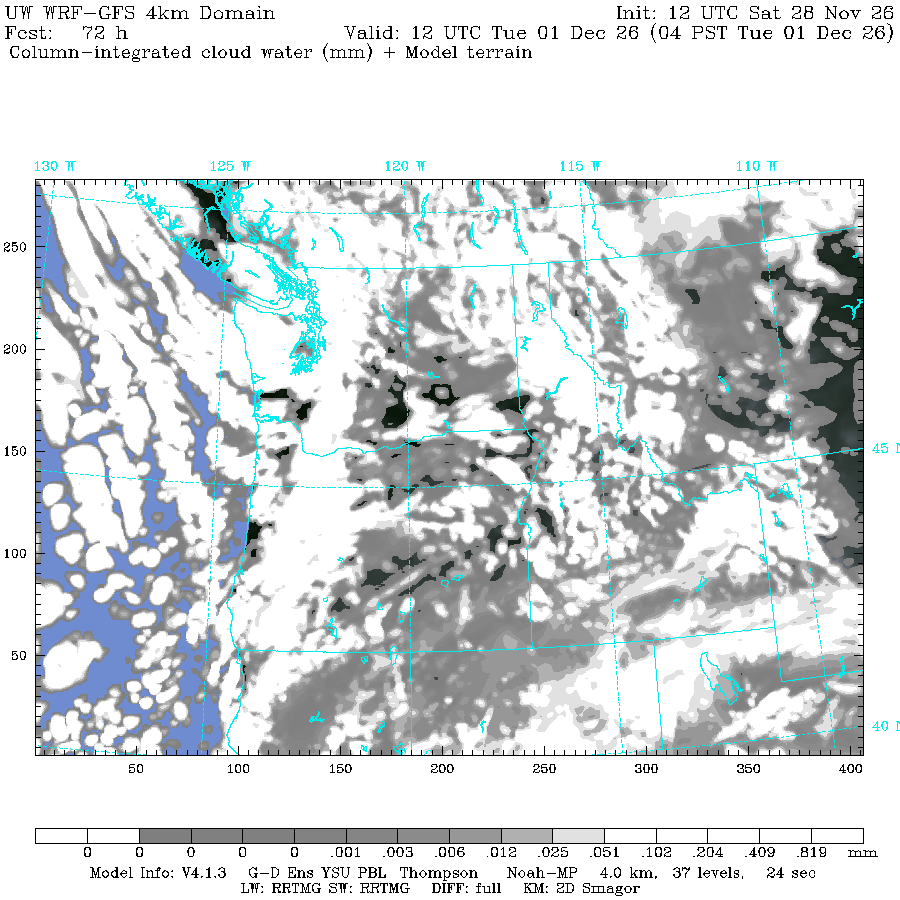 UW WRF-GFS 4km Domain Init: 12 UTC Sat 28 Nov 26
Fcst: 72 h Valid: 12 UTC Tue 01 Dec 26 (04 PST Tue 01 Dec 26)
Column-integrated cloud water (mm) + Model terrain
130 W 125 W 120 W 115 W 110 W
250
200
45 N
150
100
50
40 N
50 100 150 200 250 300 350 400
0 0 0 0 .001 .003 .006 .012 .025 .051 .102 .204 .409 .819 mm
Model Info: V4.1.3 G-D Ens YSU PBL Thompson Noah-MP 4.0 km, 37 levels, 24 sec
LW: RRTMG SW: RRTMG DIFF: full KM: 2D Smagor